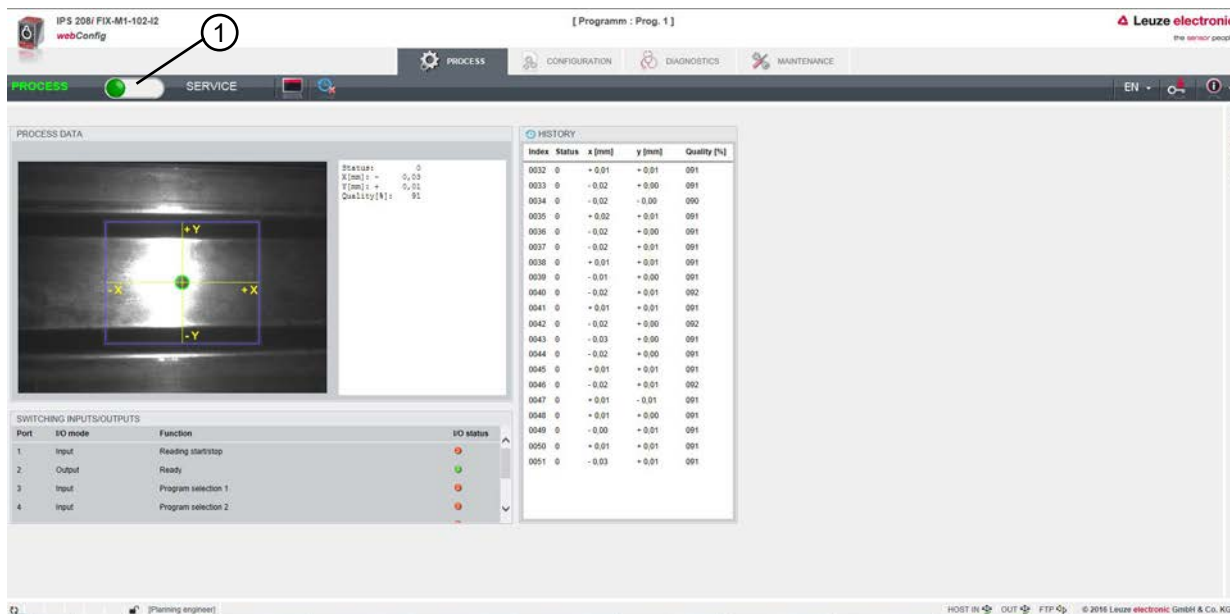 IPS 208i FIX-M1-102-I2
webConfig
1
[ Programm : Prog. 1 ]
Leuze electronic
the sensor people
PROCESS CONFIGURATION DIAGNOSTICS MAINTENANCE
PROCESS SERVICE EN
PROCESS DATA
+Y
-X +X
-Y
Status: 0
X[mm]: - 0,03
Y[mm]: + 0,01
Quality[%]: 91
SWITCHING INPUTS/OUTPUTS
Port I/O mode Function I/O status
1 Input Reading start/stop
2 Output Ready
3 Input Program selection 1
4 Input Program selection 2
HISTORY
Index Status x [mm] y [mm] Quality [%]
0032 0 + 0,01 + 0,01 091
0033 0 - 0,02 + 0,00 091
0034 0 - 0,02 - 0,00 090
0035 0 + 0,02 + 0,01 091
0036 0 - 0,02 + 0,00 091
0037 0 - 0,02 + 0,01 091
0038 0 + 0,01 + 0,01 091
0039 0 - 0,01 + 0,00 091
0040 0 - 0,02 + 0,01 092
0041 0 + 0,01 + 0,01 091
0042 0 - 0,02 + 0,00 092
0043 0 - 0,03 + 0,00 091
0044 0 - 0,02 + 0,00 091
0045 0 + 0,01 + 0,01 091
0046 0 - 0,02 + 0,01 092
0047 0 + 0,01 - 0,01 091
0048 0 + 0,01 + 0,00 091
0049 0 - 0,00 + 0,01 091
0050 0 + 0,01 + 0,01 091
0051 0 - 0,03 + 0,01 091
[Planning engineer] HOST IN OUT FTP © 2016 Leuze electronic GmbH & Co. KG